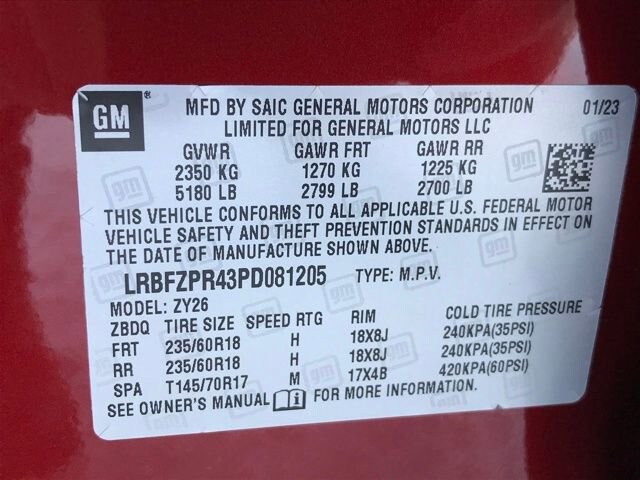 GM ® MFD BY SAIC GENERAL MOTORS CORPORATION 01/23
LIMITED FOR GENERAL MOTORS LLC
GVWR GAWR FRT GAWR RR
2350 KG 1270 KG 1225 KG
5180 LB 2799 LB 2700 LB
THIS VEHICLE CONFORMS TO ALL APPLICABLE U.S. FEDERAL MOTOR
VEHICLE SAFETY AND THEFT PREVENTION STANDARDS IN EFFECT ON
THE DATE OF MANUFACTURE SHOWN ABOVE.
LRBFZPR43PD081205 TYPE: M.P.V.
MODEL: ZY26
ZBDQ TIRE SIZE SPEED RTG RIM COLD TIRE PRESSURE
FRT 235/60R18 H 18X8J 240KPA(35PSI)
RR 235/60R18 H 18X8J 240KPA(35PSI)
SPA T145/70R17 M 17X4B 420KPA(60PSI)
SEE OWNER'S MANUAL i FOR MORE INFORMATION.